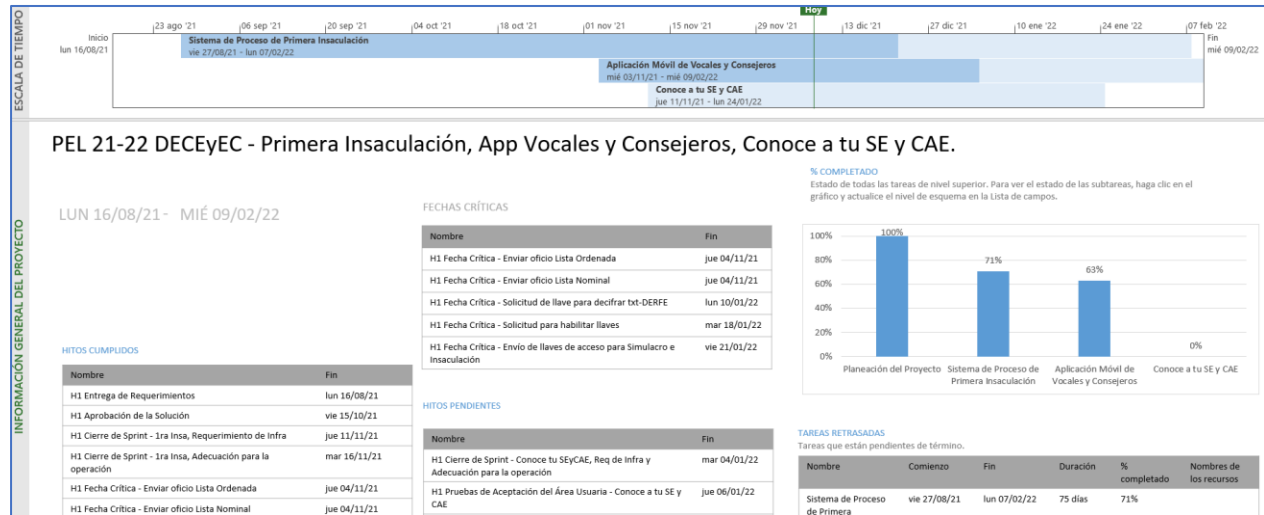 ESCALA DE TIEMPO
Hoy
23 ago '21 06 sep '21 20 sep '21 04 oct '21 18 oct '21 01 nov '21 15 nov '21 29 nov '21 13 dic '21 27 dic '21 10 ene '22 24 ene '22 07 feb '22
Inicio
lun 16/08/21
Sistema de Proceso de Primera Insaculación
vie 27/08/21 - lun 07/02/22
Aplicación Móvil de Vocales y Consejeros
mié 03/11/21 - mié 09/02/22
Conoce a tu SE y CAE
jue 11/11/21 - lun 24/01/22
Fin
mié 09/02/22
INFORMACIÓN GENERAL DEL PROYECTO
PEL 21-22 DECEyEC - Primera Insaculación, App Vocales y Consejeros, Conoce a tu SE y CAE.
LUN 16/08/21 - MIÉ 09/02/22
HITOS CUMPLIDOS
Nombre Fin
H1 Entrega de Requerimientos lun 16/08/21
H1 Aprobación de la Solución vie 15/10/21
H1 Cierre de Sprint - 1ra Insa, Requerimiento de Infra jue 11/11/21
H1 Cierre de Sprint - 1ra Insa, Adecuación para la mar 16/11/21
operación
H1 Fecha Crítica - Enviar oficio Lista Ordenada jue 04/11/21
H1 Fecha Crítica - Enviar oficio Lista Nominal jue 04/11/21
FECHAS CRÍTICAS
Nombre Fin
H1 Fecha Crítica - Enviar oficio Lista Ordenada jue 04/11/21
H1 Fecha Crítica - Enviar oficio Lista Nominal jue 04/11/21
H1 Fecha Crítica - Solicitud de llave para decifrar txt-DERFE lun 10/01/22
H1 Fecha Crítica - Solicitud para habilitar llaves mar 18/01/22
H1 Fecha Crítica - Envío de llaves de acceso para Simulacro e vie 21/01/22
Insaculación
HITOS PENDIENTES
Nombre Fin
H1 Cierre de Sprint - Conoce tu SEyCAE, Req de Infra y mar 04/01/22
Adecuación para la operación
H1 Pruebas de Aceptación del Área Usuaria - Conoce a tu SE y jue 06/01/22
CAE
% COMPLETADO
Estado de todas las tareas de nivel superior. Para ver el estado de las subtareas, haga clic en el
gráfico y actualice el nivel de esquema en la Lista de campos.
100%
80%
60%
40%
20%
0%
100%
71%
63%
0%
Planeación del Proyecto Sistema de Proceso de Aplicación Móvil de Conoce a tu SE y CAE
Primera Insaculación Vocales y Consejeros
TAREAS RETRASADAS
Tareas que están pendientes de término.
Nombre Comienzo Fin Duración % Nombres de
completado los recursos
Sistema de Proceso vie 27/08/21 lun 07/02/22 75 días 71%
de Primera